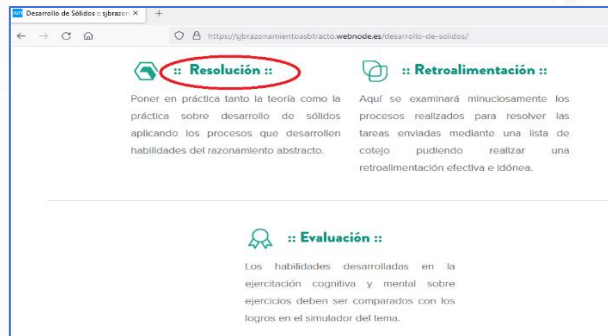 Desarrollo de Sólidos :: sjbrazon
https://sjbrazonamientoasbtracto.webnode.es/desarrollo-de-solidos/
:: Resolución ::
Poner en práctica tanto la teoría como la
práctica sobre desarrollo de sólidos
aplicando los procesos que desarrollen
habilidades del razonamiento abstracto.
:: Retroalimentación ::
Aquí se examinará minuciosamente los
procesos realizados para resolver las
tareas enviadas mediante una lista de
cotejo pudiendo realizar una
retroalimentación efectiva e idónea.
:: Evaluación ::
Los habilidades desarrolladas en la
ejercitación cognitiva y mental sobre
ejercicios deben ser comparados con los
logros en el simulador del tema.